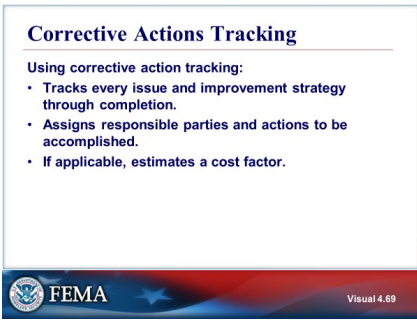 Corrective Actions Tracking
Using corrective action tracking:
• Tracks every issue and improvement strategy
through completion.
• Assigns responsible parties and actions to be
accomplished.
• If applicable, estimates a cost factor.
FEMA
Visual 4.69